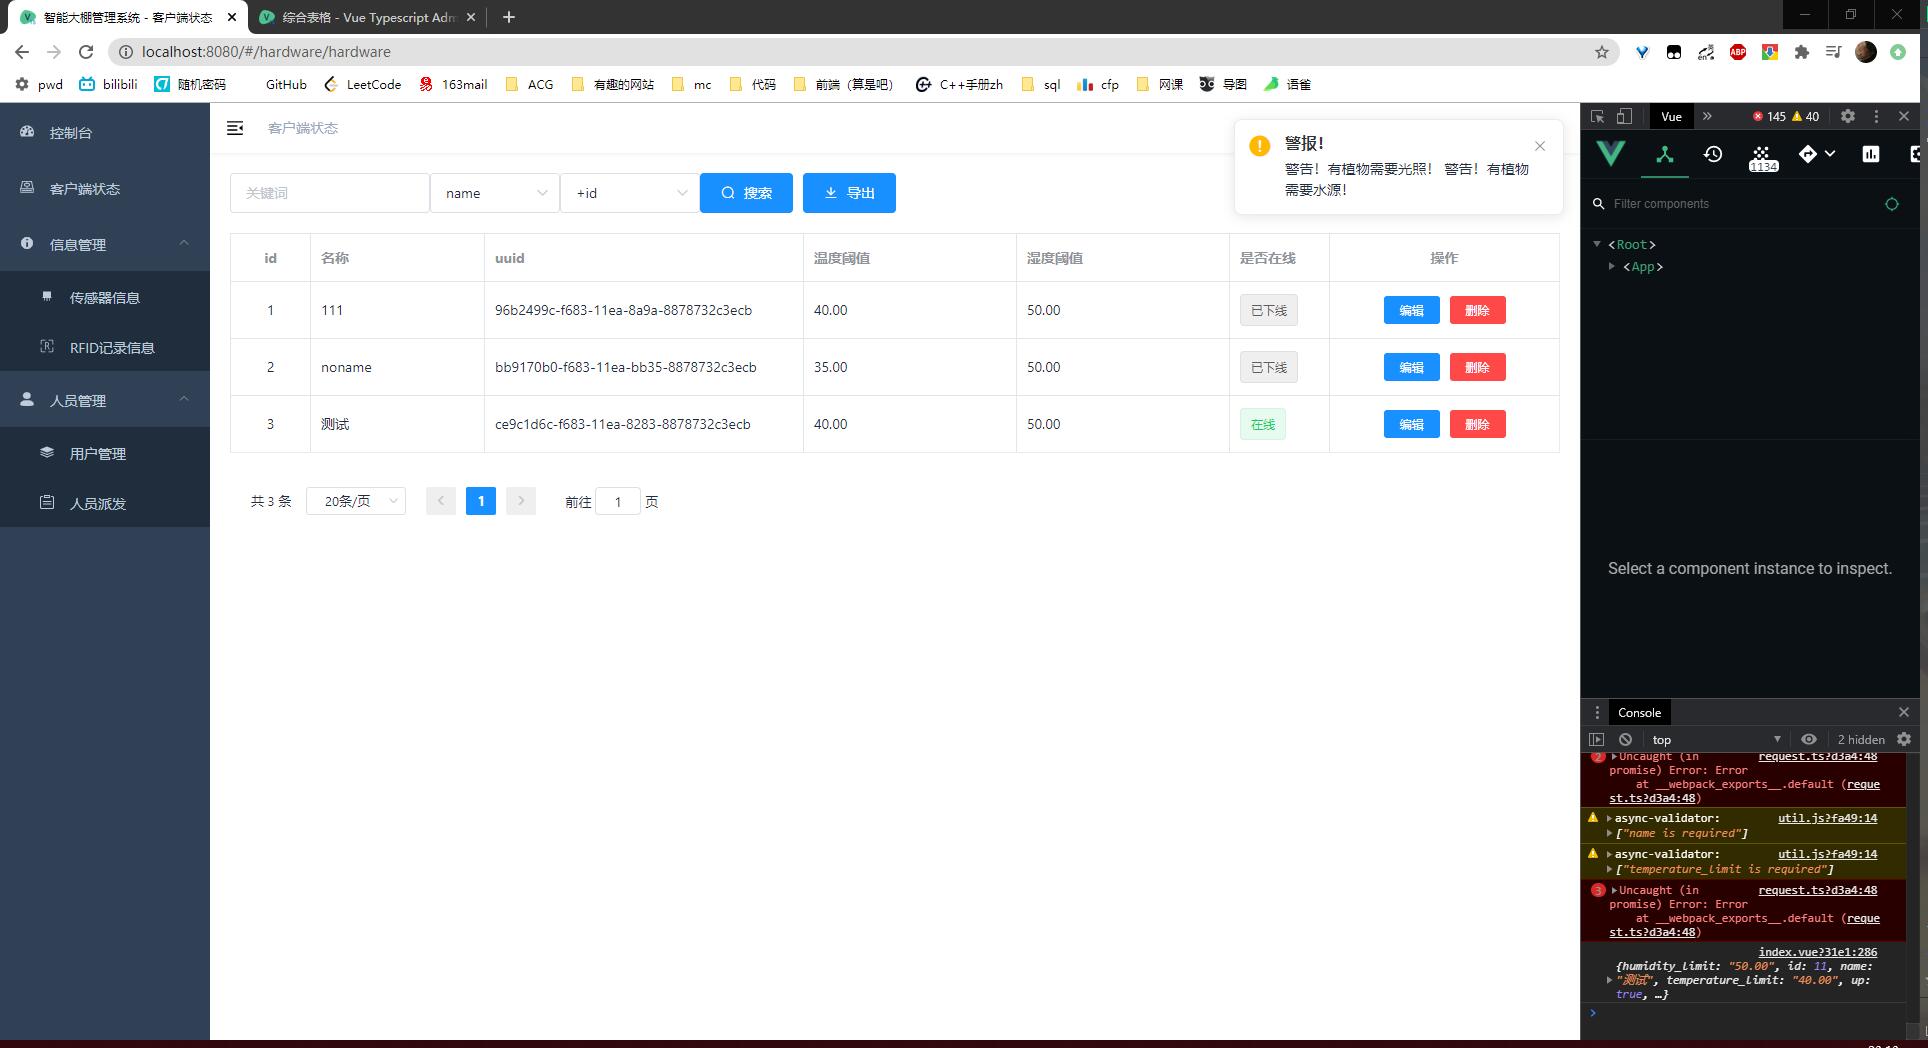 智能大棚管理系统 - 客户端状态
综合表格 - Vue Typescript Adm
localhost:8080/#/hardware/hardware
pwd bilibili 随机密码 GitHub LeetCode 163mail ACG 有趣的网站 mc 代码 前端（算是吧） C++手册zh sql cfp 网课 导图 语雀
控制台
客户端状态
信息管理
传感器信息
RFID记录信息
人员管理
用户管理
人员派发
客户端状态
关键词 name +id 搜索 导出
警报！
警告！有植物需要光照！ 警告！有植物
需要水源！
id 名称 uuid 温度阈值 湿度阈值 是否在线 操作
1 111 96b2499c-f683-11ea-8a9a-8878732c3ecb 40.00 50.00 已下线 编辑 删除
2 noname bb9170b0-f683-11ea-bb35-8878732c3ecb 35.00 50.00 已下线 编辑 删除
3 测试 ce9c1d6c-f683-11ea-8283-8878732c3ecb 40.00 50.00 在线 编辑 删除
共 3 条 20条/页 1 前往 1 页
Vue 145 40
1134
Filter components
<Root>
<App>
Select a component instance to inspect.
Console
top 2 hidden
2 Uncaught (in request.ts?d3a4:48
promise) Error: Error
at __webpack_exports__.default (reque
st.ts?d3a4:48)
async-validator: util.js?fa49:14
["name is required"]
async-validator: util.js?fa49:14
["temperature_limit is required"]
3 Uncaught (in request.ts?d3a4:48
promise) Error: Error
at __webpack_exports__.default (reque
st.ts?d3a4:48)
index.vue?31e1:286
{humidity_limit: "50.00", id: 11, name:
"测试", temperature_limit: "40.00", up:
true, …}